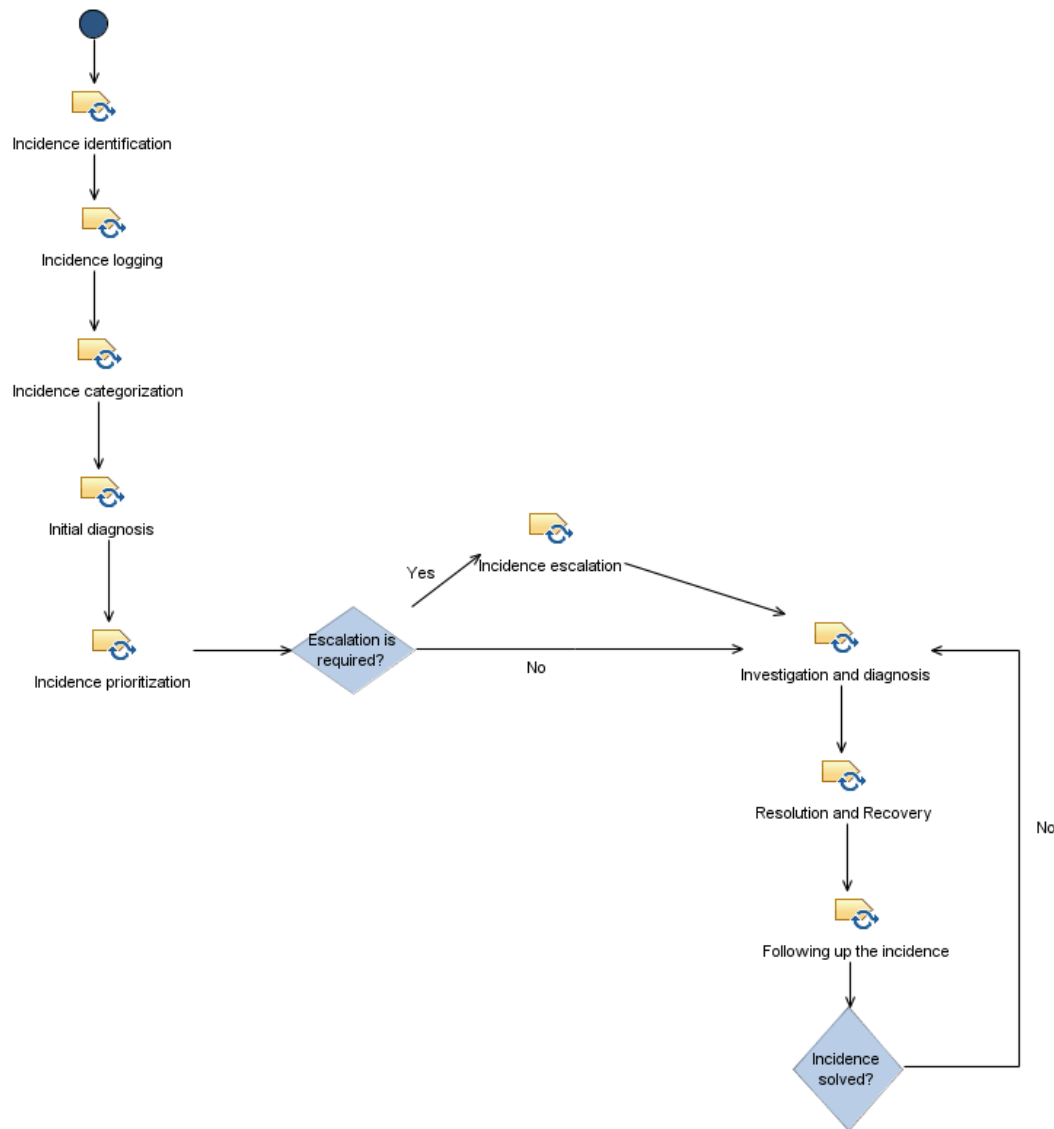 Incidence identification
Incidence logging
Incidence categorization
Initial diagnosis
Incidence prioritization
Escalation is
required?
Yes
Incidence escalation
No
Investigation and diagnosis
Resolution and Recovery
No
Following up the incidence
Incidence
solved?